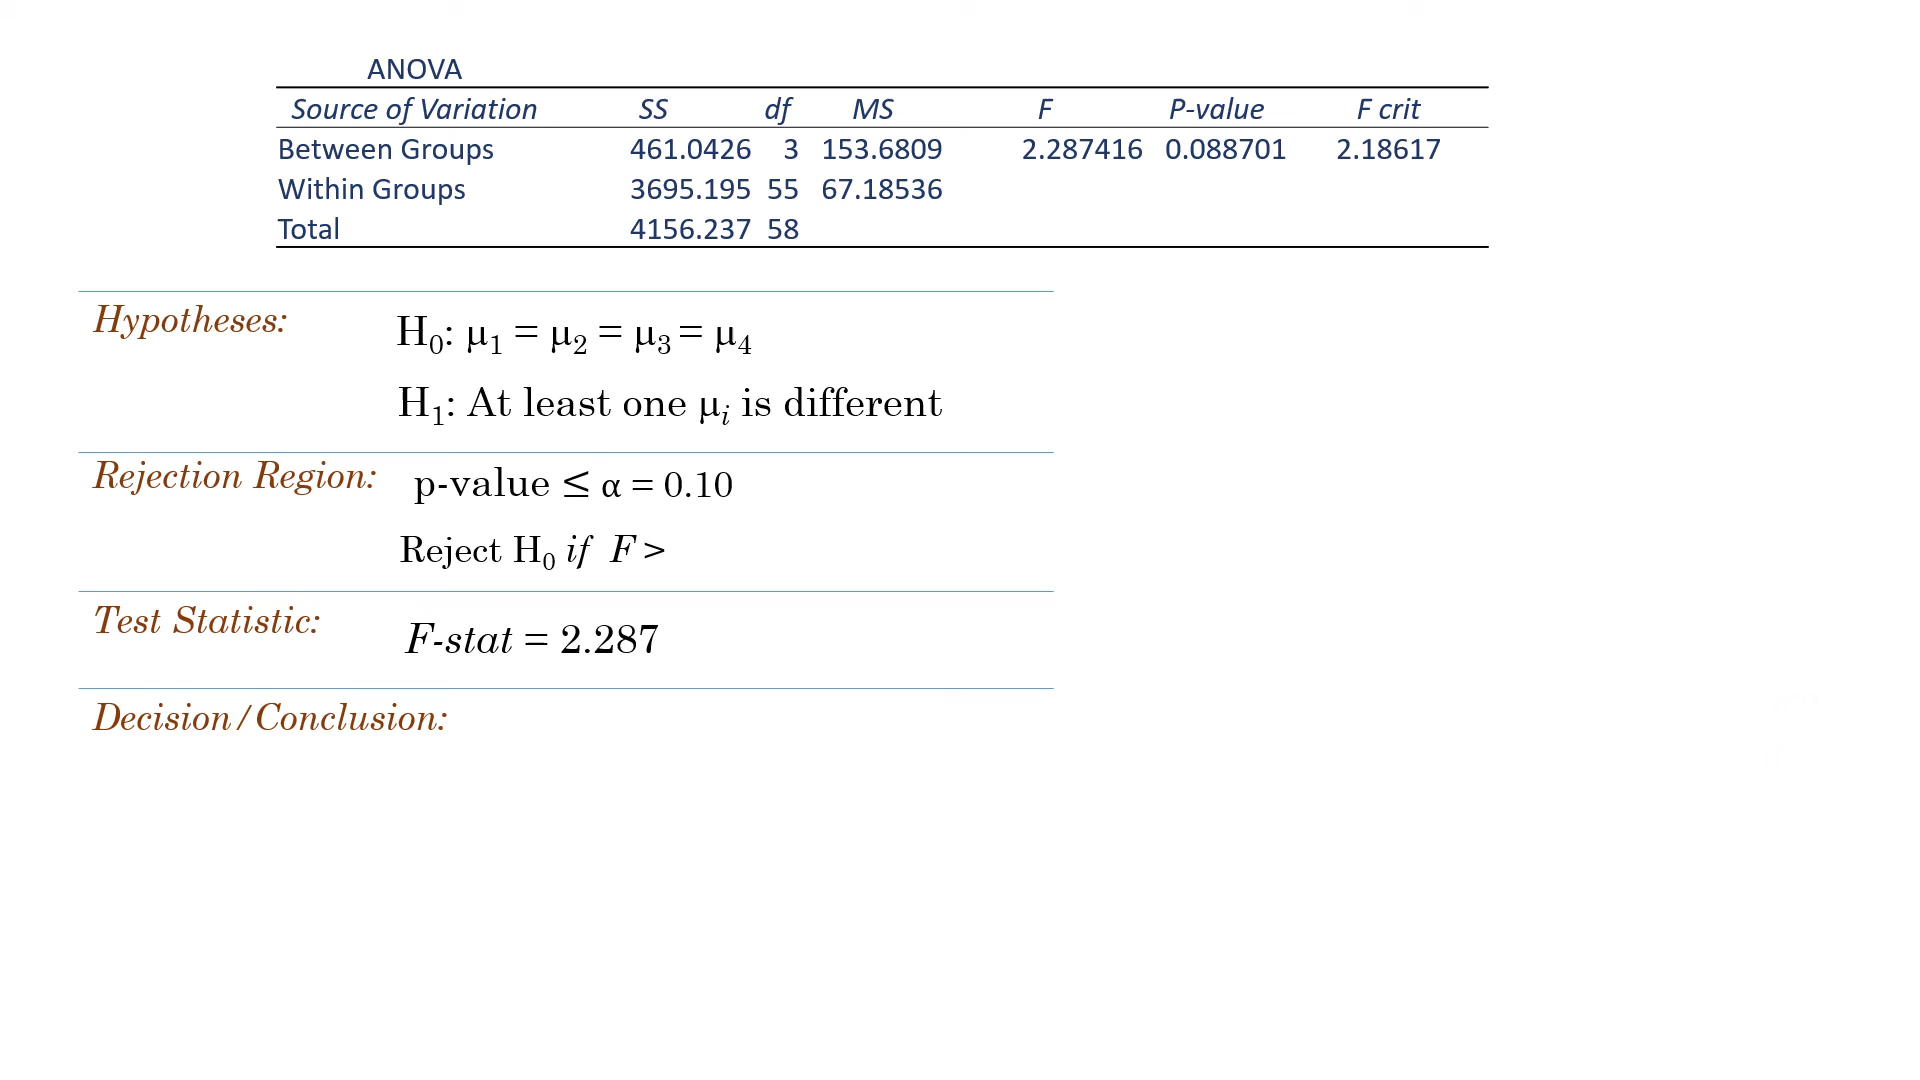 ANOVA
Source of Variation SS df MS F P-value F crit
Between Groups 461.0426 3 153.6809 2.287416 0.088701 2.18617
Within Groups 3695.195 55 67.18536
Total 4156.237 58
Hypotheses: H₀: μ₁ = μ₂ = μ₃ = μ₄
H₁: At least one μᵢ is different
Rejection Region: p-value ≤ α = 0.10
Reject H₀ if F >
Test Statistic: F-stat = 2.287
Decision/Conclusion: